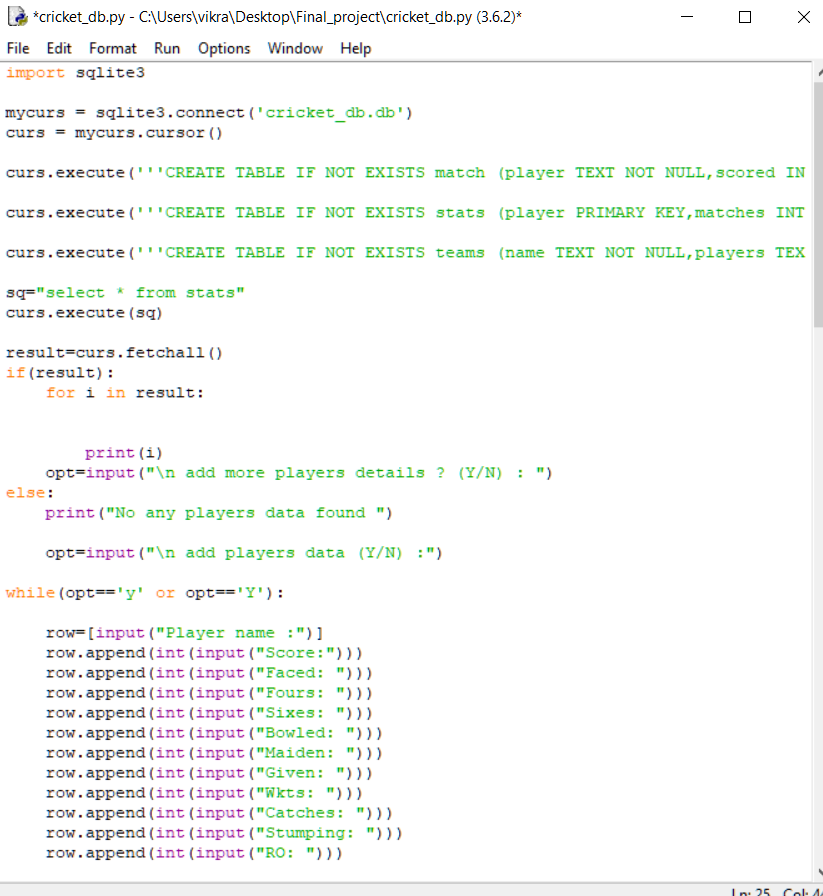 *cricket_db.py - C:\Users\vikra\Desktop\Final_project\cricket_db.py (3.6.2)*
File Edit Format Run Options Window Help
import sqlite3
mycurs = sqlite3.connect('cricket_db.db')
curs = mycurs.cursor()
curs.execute('''CREATE TABLE IF NOT EXISTS match (player TEXT NOT NULL,scored IN
curs.execute('''CREATE TABLE IF NOT EXISTS stats (player PRIMARY KEY,matches INT
curs.execute('''CREATE TABLE IF NOT EXISTS teams (name TEXT NOT NULL,players TEX
sq="select * from stats"
curs.execute(sq)
result=curs.fetchall()
if(result):
    for i in result:
        print(i)
    opt=input("\n add more players details ? (Y/N) : ")
else:
    print("No any players data found ")
    opt=input("\n add players data (Y/N) :")
while(opt=='y' or opt=='Y'):
    row=[input("Player name :")]
    row.append(int(input("Score:")))
    row.append(int(input("Faced: ")))
    row.append(int(input("Fours: ")))
    row.append(int(input("Sixes: ")))
    row.append(int(input("Bowled: ")))
    row.append(int(input("Maiden: ")))
    row.append(int(input("Given: ")))
    row.append(int(input("Wkts: ")))
    row.append(int(input("Catches: ")))
    row.append(int(input("Stumping: ")))
    row.append(int(input("RO: ")))
Ln: 25 Col: